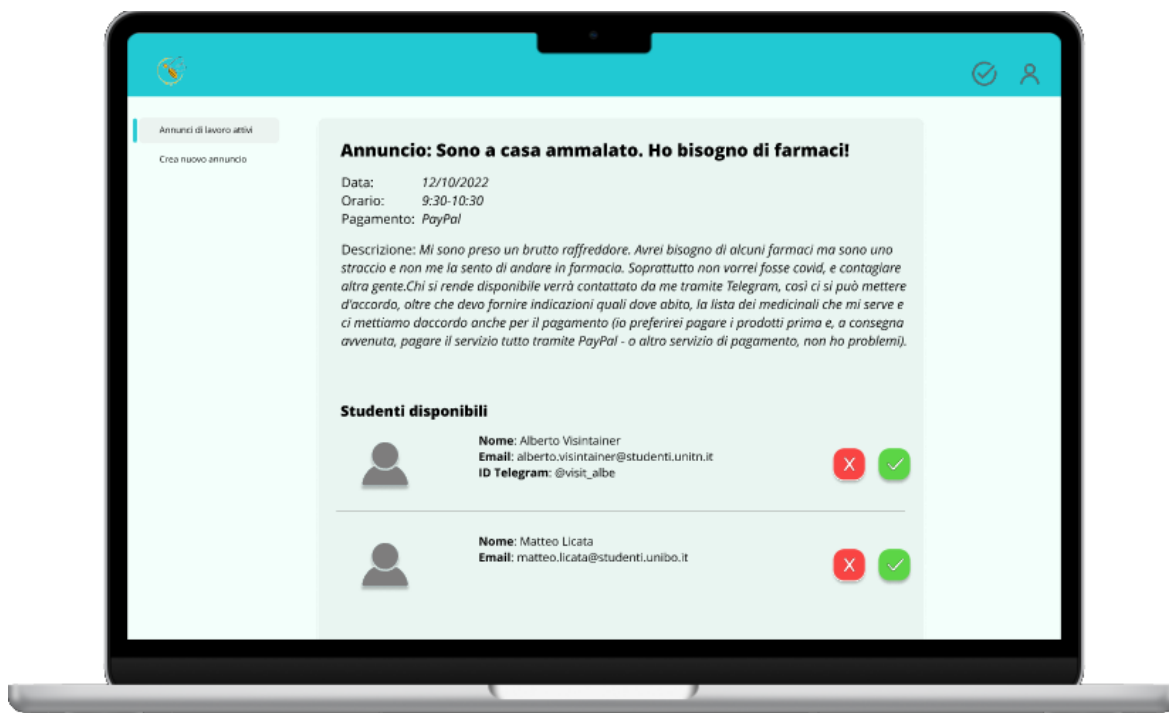 Annunci di lavoro attivi
Crea nuovo annuncio
Annuncio: Sono a casa ammalato. Ho bisogno di farmaci!
Data: 12/10/2022
Orario: 9:30-10:30
Pagamento: PayPal
Descrizione: Mi sono preso un brutto raffreddore. Avrei bisogno di alcuni farmaci ma sono uno
straccio e non me la sento di andare in farmacia. Soprattutto non vorrei fosse covid, e contagiare
altra gente.Chi si rende disponibile verrà contattato da me tramite Telegram, così ci si può mettere
d'accordo, oltre che devo fornire indicazioni quali dove abito, la lista dei medicinali che mi serve e
ci mettiamo daccordo anche per il pagamento (io preferirei pagare i prodotti prima e, a consegna
avvenuta, pagare il servizio tutto tramite PayPal - o altro servizio di pagamento, non ho problemi).
Studenti disponibili
Nome: Alberto Visintainer
Email: alberto.visintainer@studenti.unitn.it
ID Telegram: @visit_albe
X
Nome: Matteo Licata
Email: matteo.licata@studenti.unibo.it
X